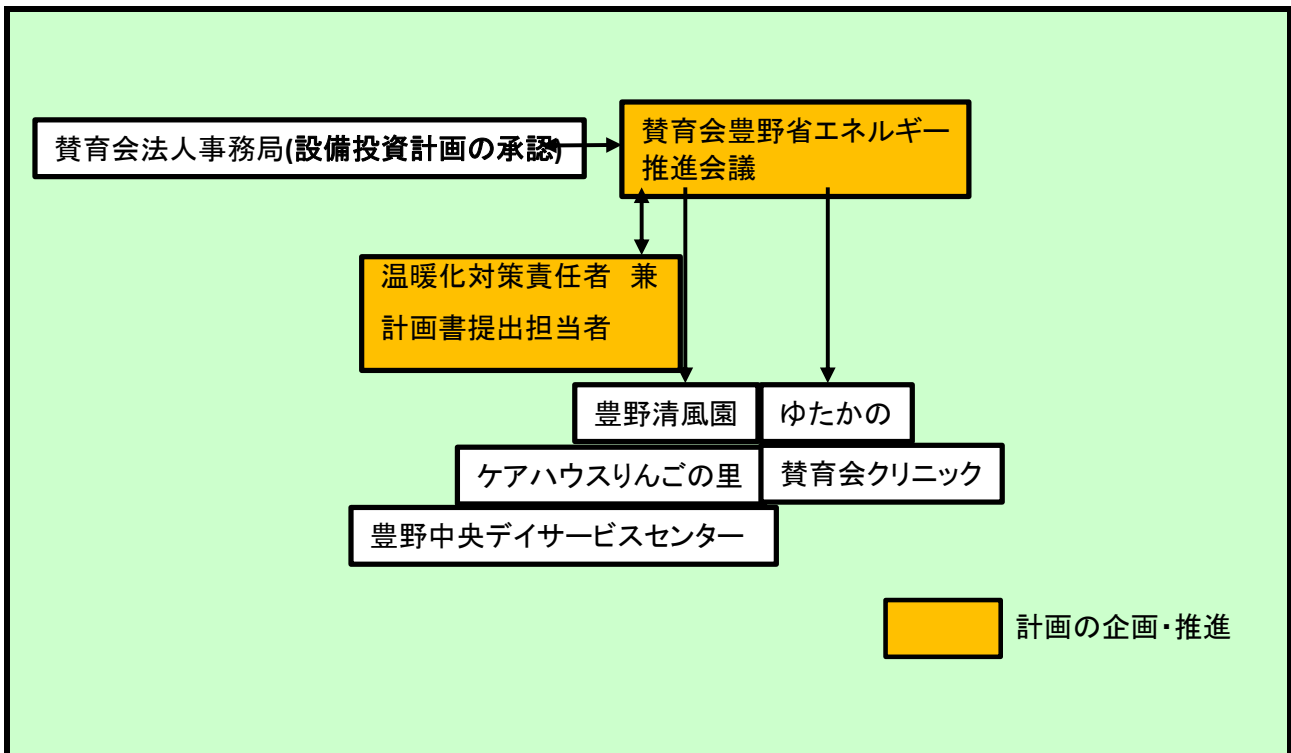 賛育会法人事務局(設備投資計画の承認)
賛育会豊野省エネルギー
推進会議
温暖化対策責任者　兼
計画書提出担当者
豊野清風園
ゆたかの
ケアハウスりんごの里
賛育会クリニック
豊野中央デイサービスセンター
計画の企画・推進